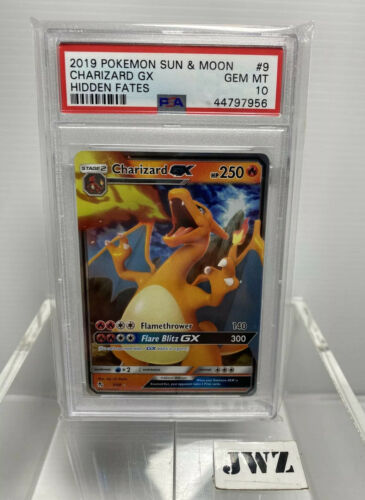 2019 POKEMON SUN & MOON #9
CHARIZARD GX GEM MT
HIDDEN FATES 10
PSA 44797956
STAGE 2 Charizard GX HP 250
Flamethrower 140
Flare Blitz GX 300
×2
JWZ